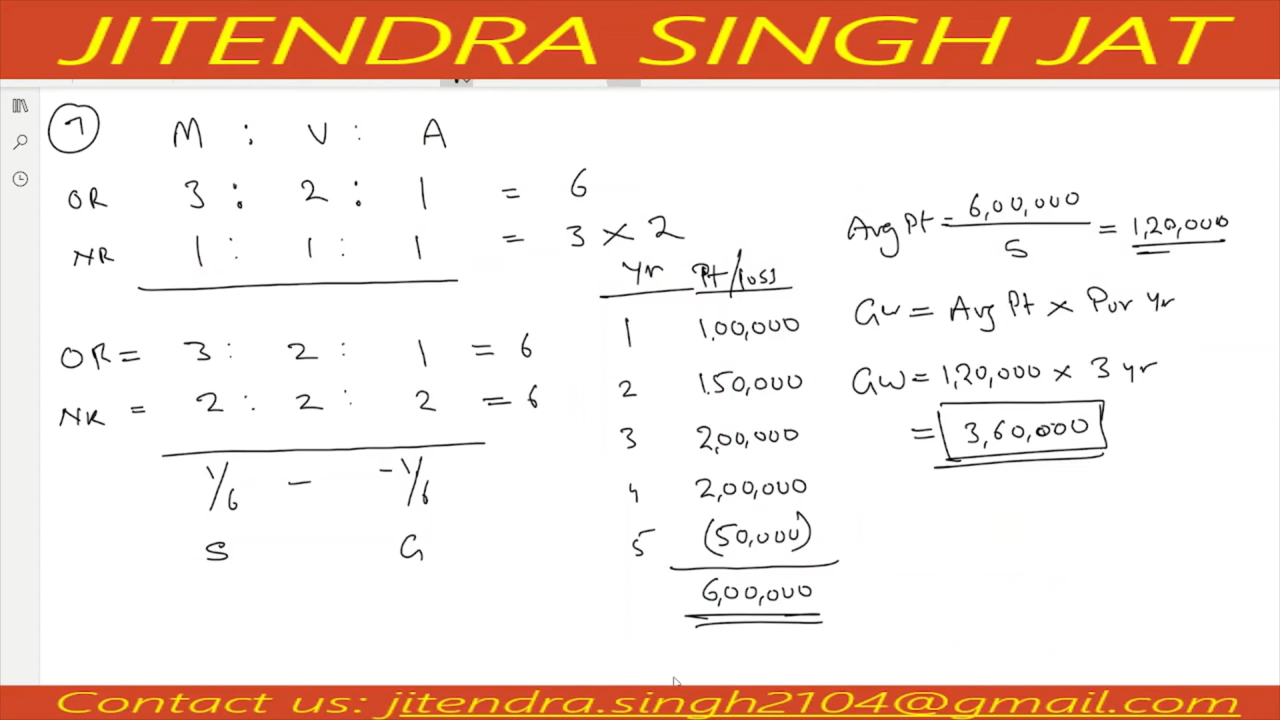 JITENDRA SINGH JAT
7
M : V : A
OR 3 : 2 : 1 = 6
NR 1 : 1 : 1 = 3 × 2
OR = 3 : 2 : 1 = 6
NR = 2 : 2 : 2 = 6
1/6 - -1/6
S G
Yr Pt/loss
1 1,00,000
2 1,50,000
3 2,00,000
4 2,00,000
5 (50,000)
6,00,000
Avg Pt = 6,00,000 / 5 = 1,20,000
GW = Avg Pt × Pur Yr
GW = 1,20,000 × 3 yr
= 3,60,000
Contact us: jitendra.singh2104@gmail.com